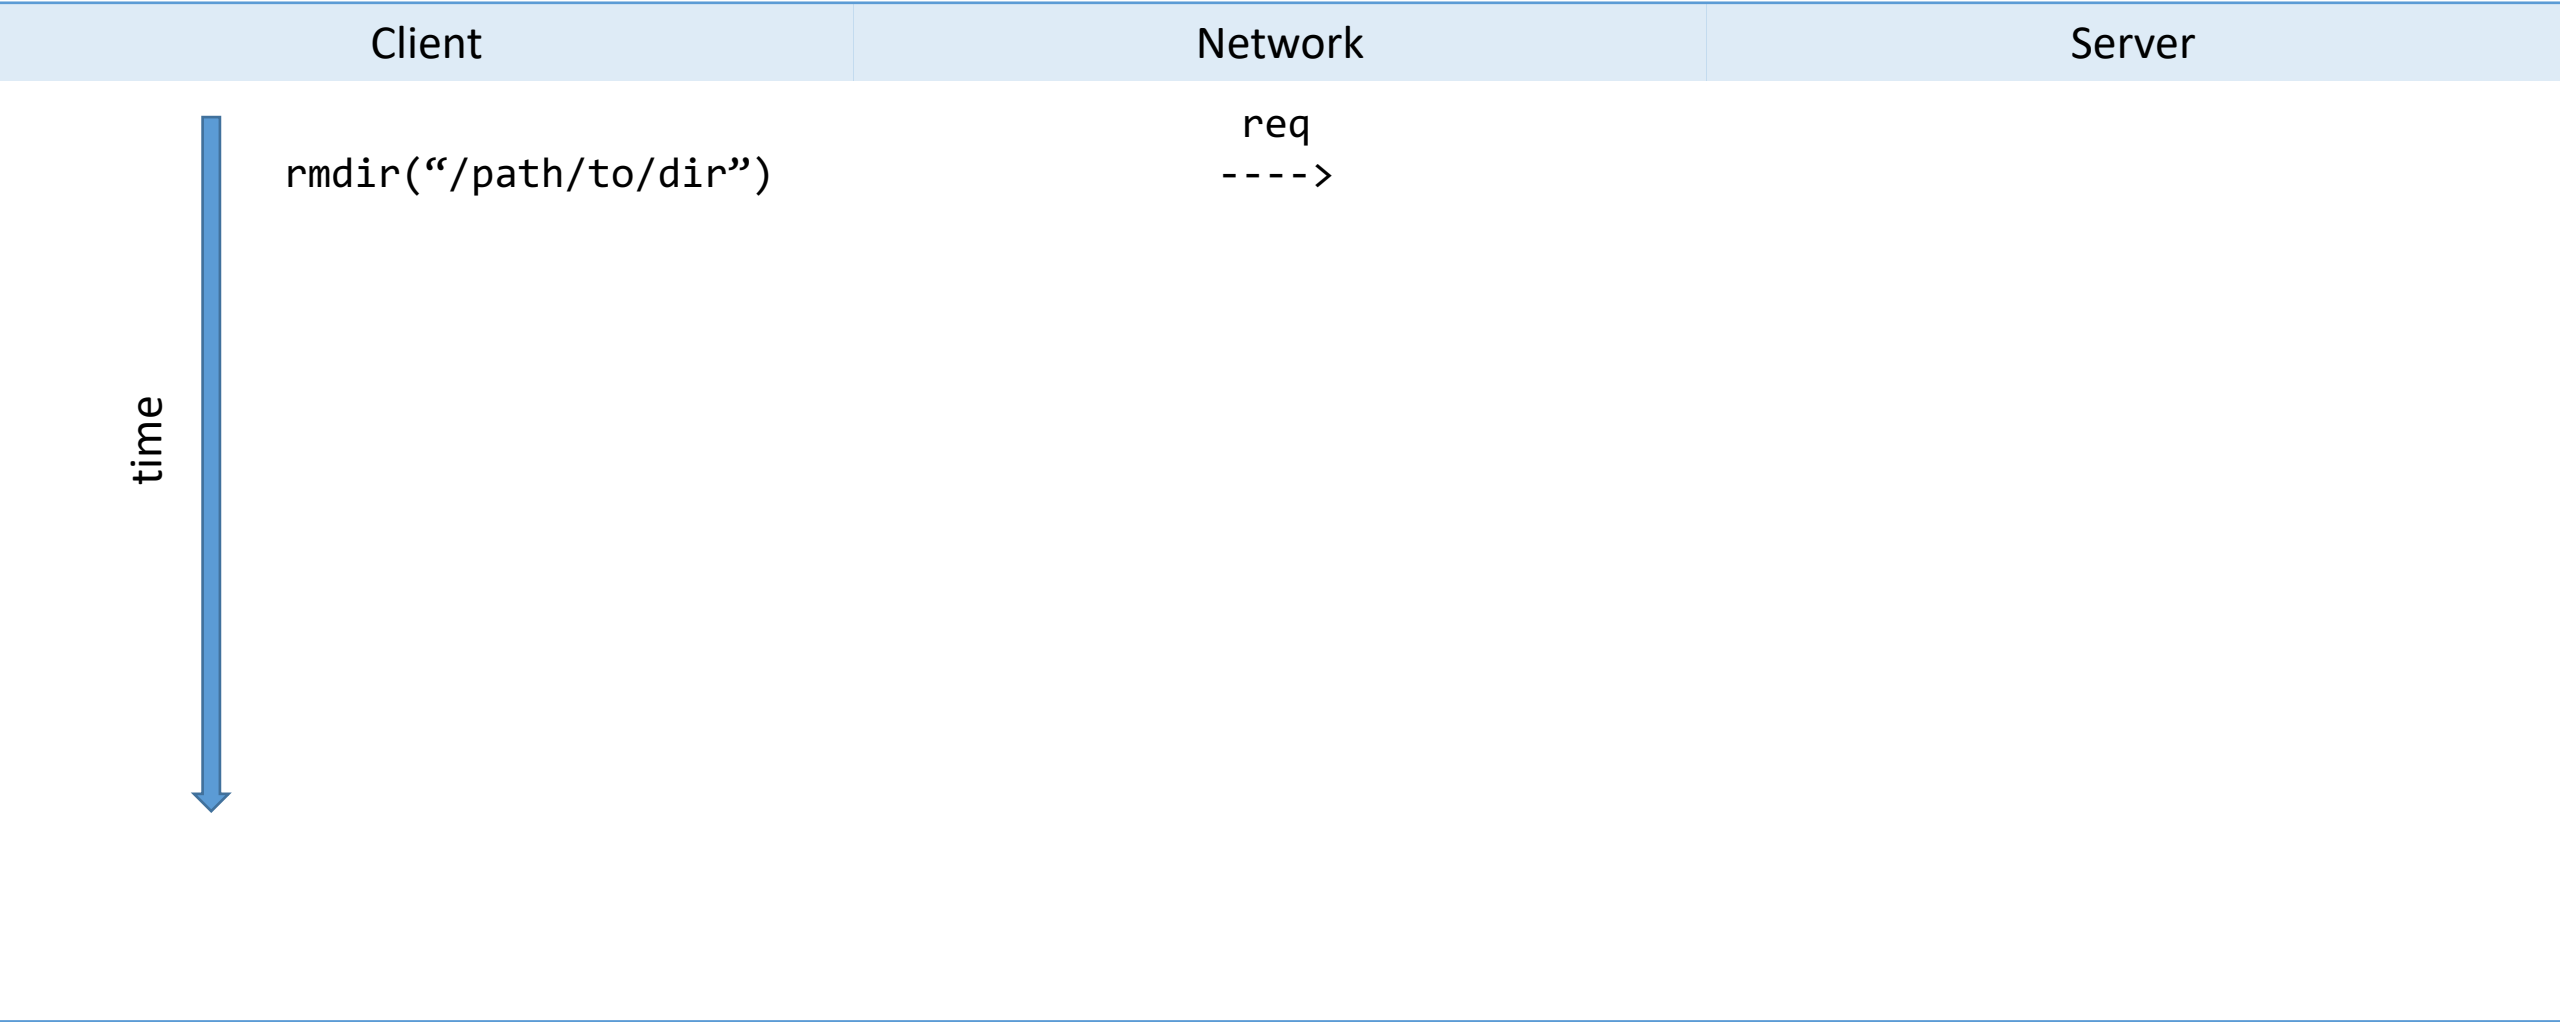 Client Network Server
req
rmdir(“/path/to/dir”) ---->
time